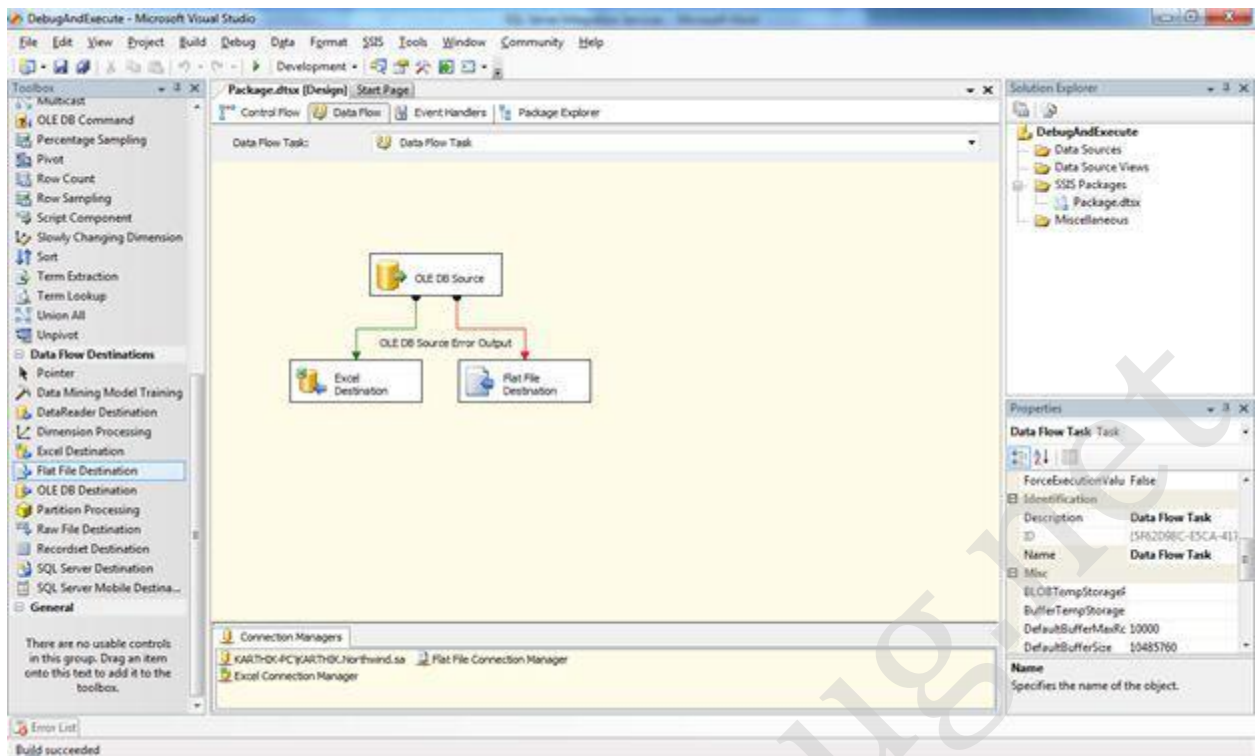 DebugAndExecute - Microsoft Visual Studio
File Edit View Project Build Debug Data Format SSIS Tools Window Community Help
Development
Toolbox
Multicast
OLE DB Command
Percentage Sampling
Pivot
Row Count
Row Sampling
Script Component
Slowly Changing Dimension
Sort
Term Extraction
Term Lookup
Union All
Unpivot
Data Flow Destinations
Pointer
Data Mining Model Training
DataReader Destination
Dimension Processing
Excel Destination
Flat File Destination
OLE DB Destination
Partition Processing
Raw File Destination
Recordset Destination
SQL Server Destination
SQL Server Mobile Destina...
General
There are no usable controls
in this group. Drag an item
onto this text to add it to the
toolbox.
Package.dtsx [Design] Start Page
Control Flow Data Flow Event Handlers Package Explorer
Data Flow Task: Data Flow Task
OLE DB Source
OLE DB Source Error Output
Excel
Destination
Flat File
Destination
Connection Managers
KARTHIK-PC\KARTHIK.Northwind.sa Flat File Connection Manager
Excel Connection Manager
Solution Explorer
DebugAndExecute
Data Sources
Data Source Views
SSIS Packages
Package.dtsx
Miscellaneous
Properties
Data Flow Task Task
ForceExecutionValu False
Identification
Description Data Flow Task
ID
Name Data Flow Task
Misc
BLOBTempStorageF
BufferTempStorage
DefaultBufferMaxRc 10000
DefaultBufferSize 10485760
Name
Specifies the name of the object.
Error List
Build succeeded